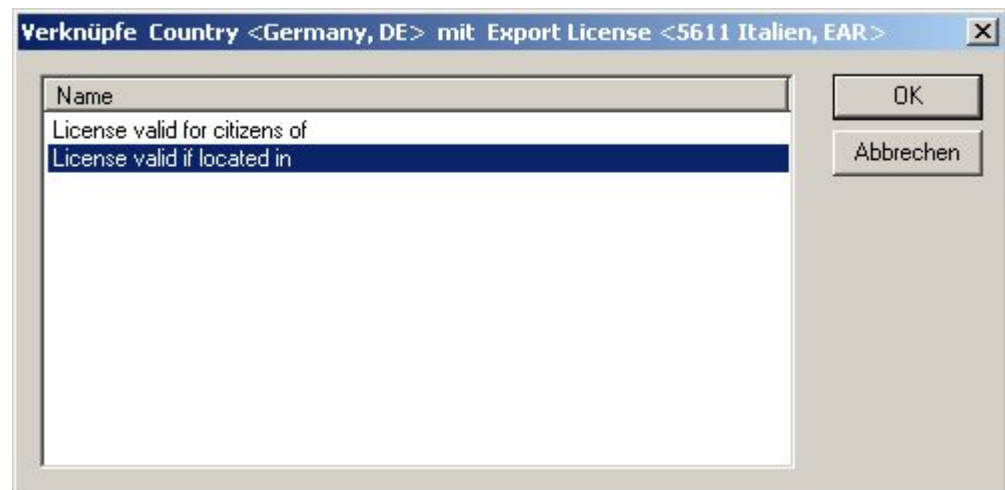 Verknüpfe Country <Germany, DE> mit Export License <5611 Italien, EAR>
Name
License valid for citizens of
License valid if located in
OK
Abbrechen